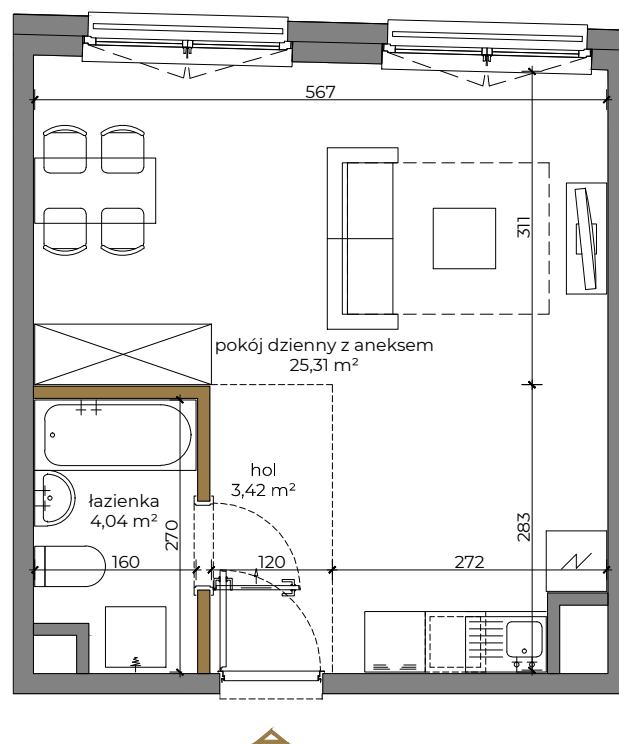 567
311
pokój dzienny z aneksem
25,31 m²
hol
3,42 m²
łazienka
4,04 m²
270
283
160
120
272